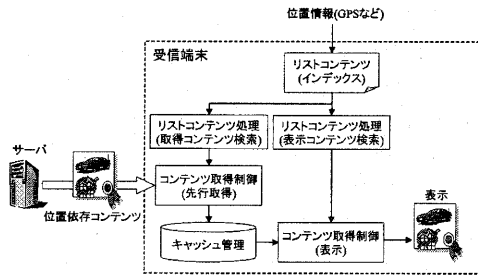 位置情報(GPSなど)
受信端末
リストコンテンツ
(インデックス)
リストコンテンツ処理
(取得コンテンツ検索)
リストコンテンツ処理
(表示コンテンツ検索)
サーバ
位置依存コンテンツ
コンテンツ取得制御
(先行取得)
キャッシュ管理
コンテンツ取得制御
(表示)
表示